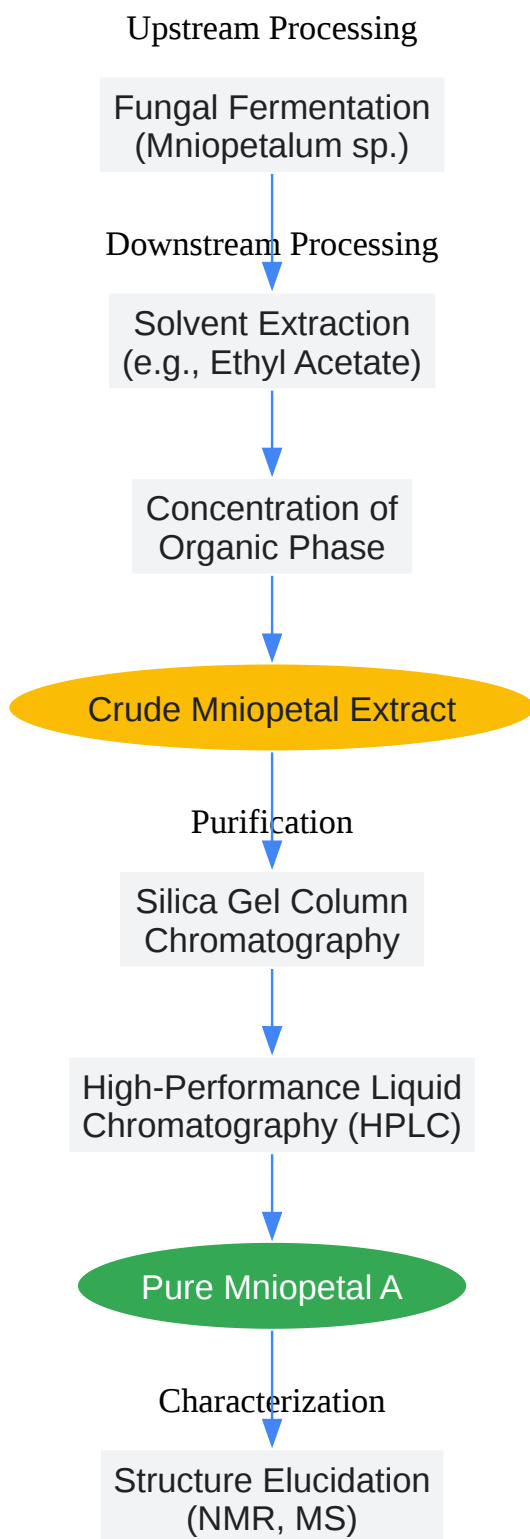 Upstream Processing
Fungal Fermentation
(Mniopetalum sp.)
Downstream Processing
Solvent Extraction
(e.g., Ethyl Acetate)
Concentration of
Organic Phase
Crude Mniopetal Extract
Purification
Silica Gel Column
Chromatography
High-Performance Liquid
Chromatography (HPLC)
Pure Mniopetal A
Characterization
Structure Elucidation
(NMR, MS)